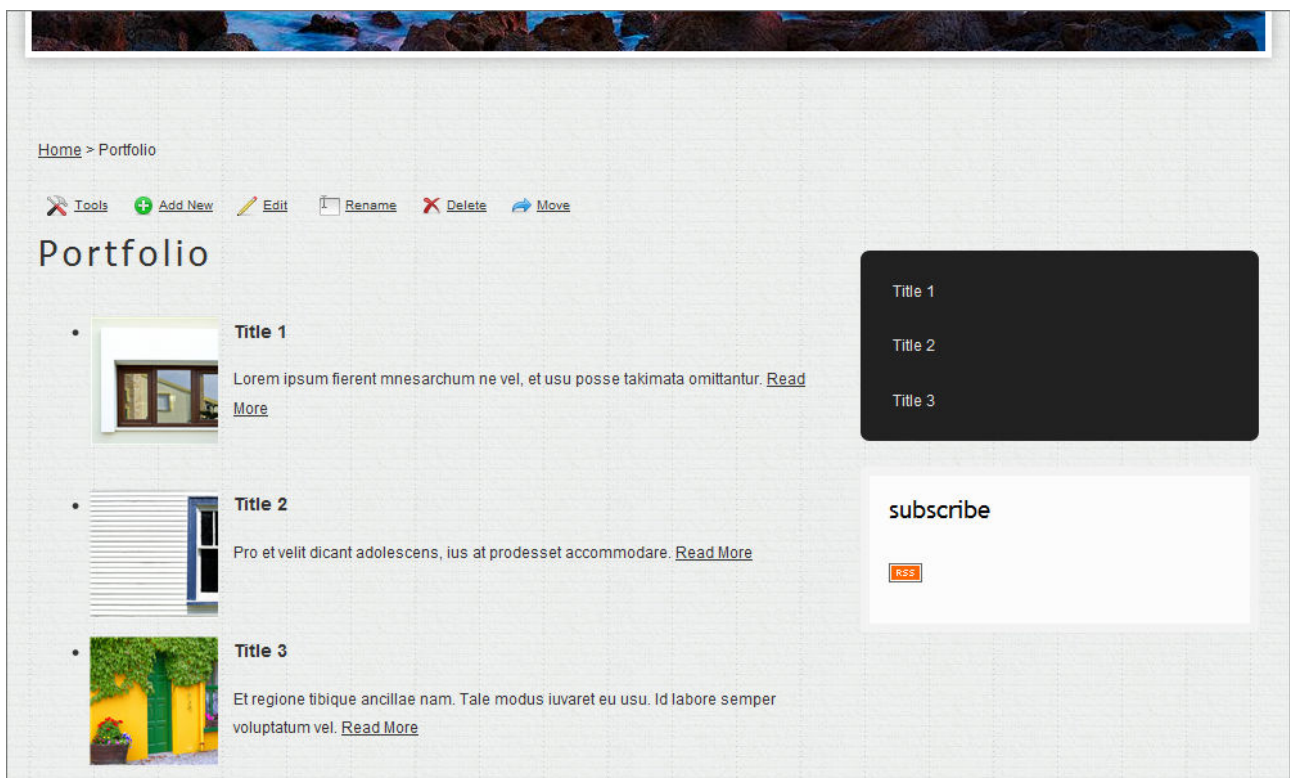 Home > Portfolio
Tools Add New Edit Rename Delete Move
Portfolio
Title 1
Lorem ipsum fierent mnesarchum ne vel, et usu posse takimata omittantur. Read
More
Title 2
Pro et velit dicant adolescens, ius at prodesset accommodare. Read More
Title 3
Et regione tibique ancillae nam. Tale modus iuvaret eu usu. Id labore semper
voluptatum vel. Read More
Title 1
Title 2
Title 3
subscribe
RSS